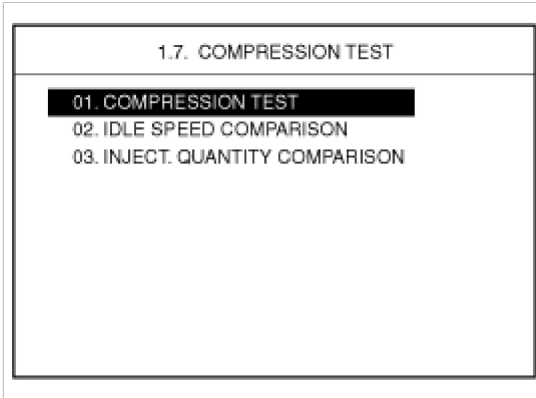 1.7. COMPRESSION TEST
01. COMPRESSION TEST
02. IDLE SPEED COMPARISON
03. INJECT. QUANTITY COMPARISON